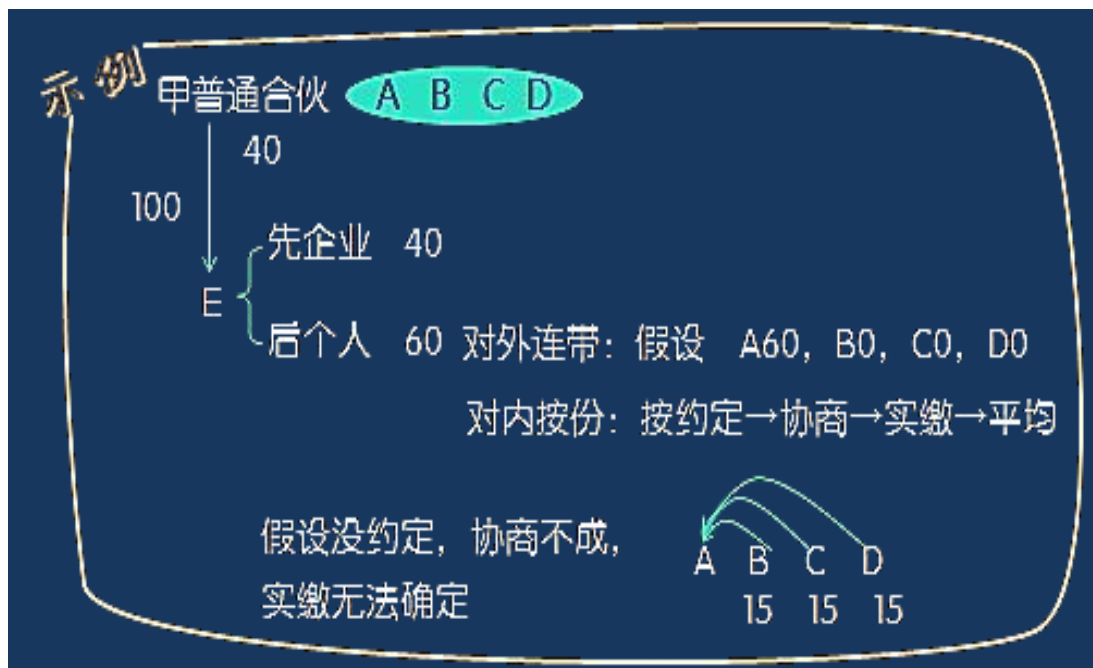 示例
甲普通合伙 A B C D
40
100
先企业 40
E
后个人 60 对外连带：假设 A60，B0，C0，D0
对内按份：按约定→协商→实缴→平均
假设没约定，协商不成，
实缴无法确定
A B C D
15 15 15